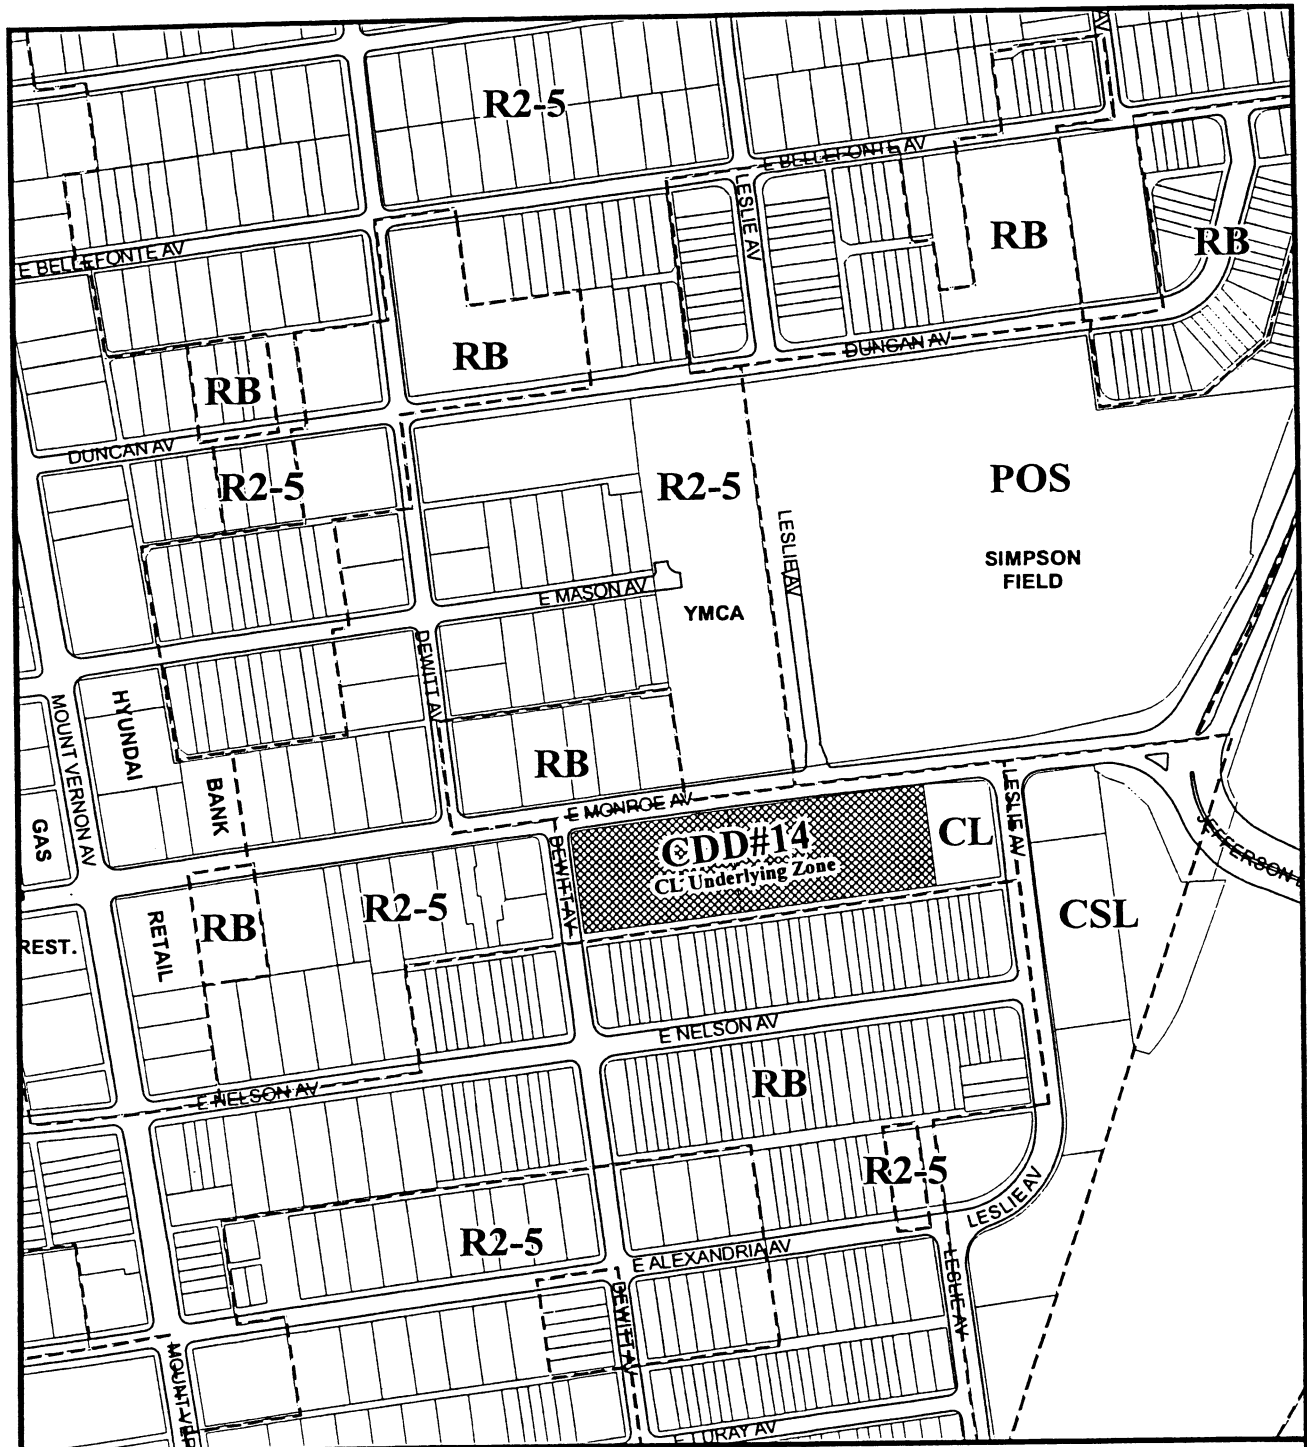 AV
R2-5
E BELLEFONTE AV
LESLIE AV
RB
RB
E BELLEFONTE AV
RB
DUNCAN AV
RB
DUNCAN AV
R2-5
R2-5
POS
LESLIE AV
SIMPSON
FIELD
E MASON AV
YMCA
DEWITT AV
HYUNDAI
MOUNT VERNON AV
BANK
RB
E MONROE AV
LESLIE AV
GAS
CDD#14
CL Underlying Zone
CL
JEFFERSON
DEWITT AV
R2-5
RB
RETAIL
REST.
CSL
E NELSON AV
RB
E NELSON AV
R2-5
LESLIE AV
R2-5
E ALEXANDRIA AV
LESLIE AV
DEWITT AV
MOUNT VER
E LURAY AV